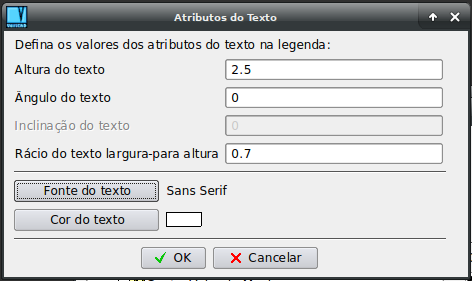 Atributos do Texto
Defina os valores dos atributos do texto na legenda:
Altura do texto 2.5
Ângulo do texto 0
Inclinação do texto 0
Rácio do texto largura-para altura 0.7
Fonte do texto Sans Serif
Cor do texto
OK Cancelar